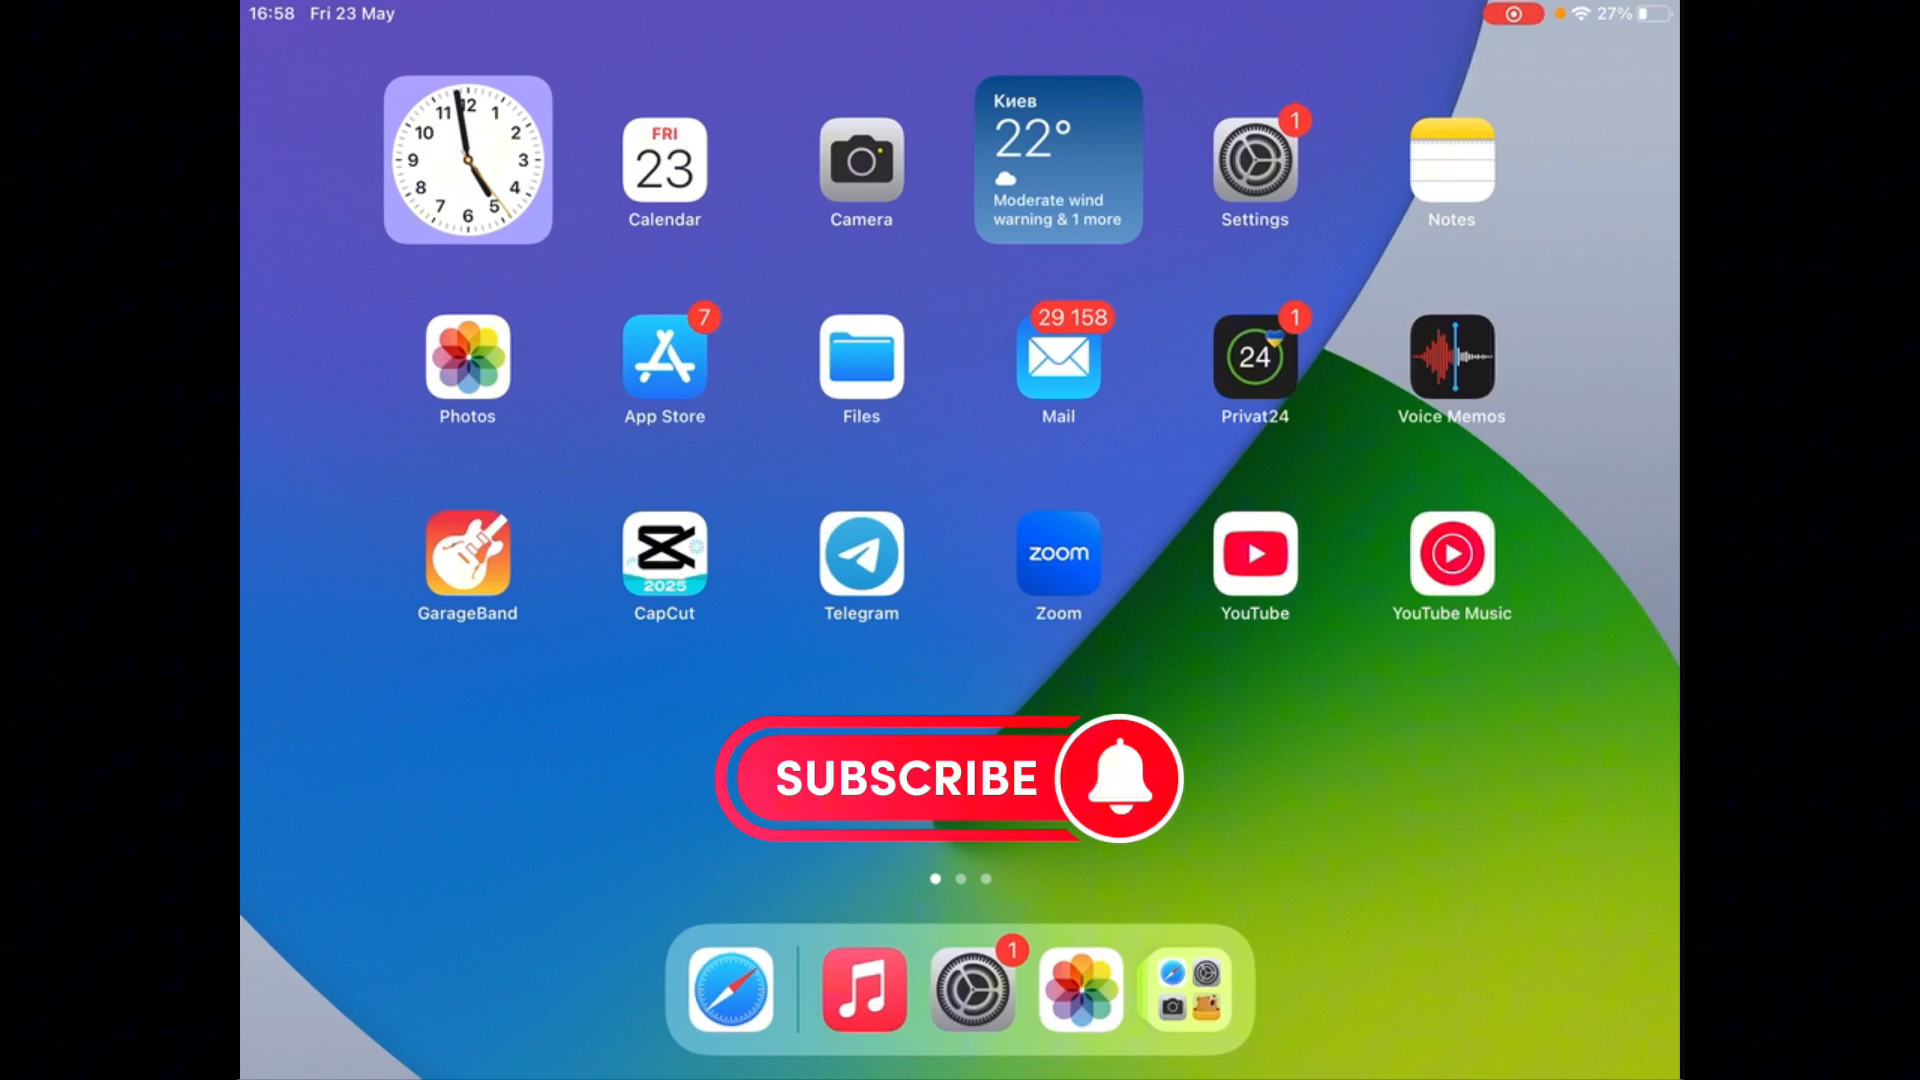 16:58 Fri 23 May
27%
12
1
2
3
4
5
6
7
8
9
10
11
FRI
23
Calendar
Camera
Киев
22°
Moderate wind
warning & 1 more
1
Settings
Notes
Photos
7
App Store
Files
29 158
Mail
24
1
Privat24
Voice Memos
GarageBand
2025
CapCut
Telegram
zoom
Zoom
YouTube
YouTube Music
SUBSCRIBE
1